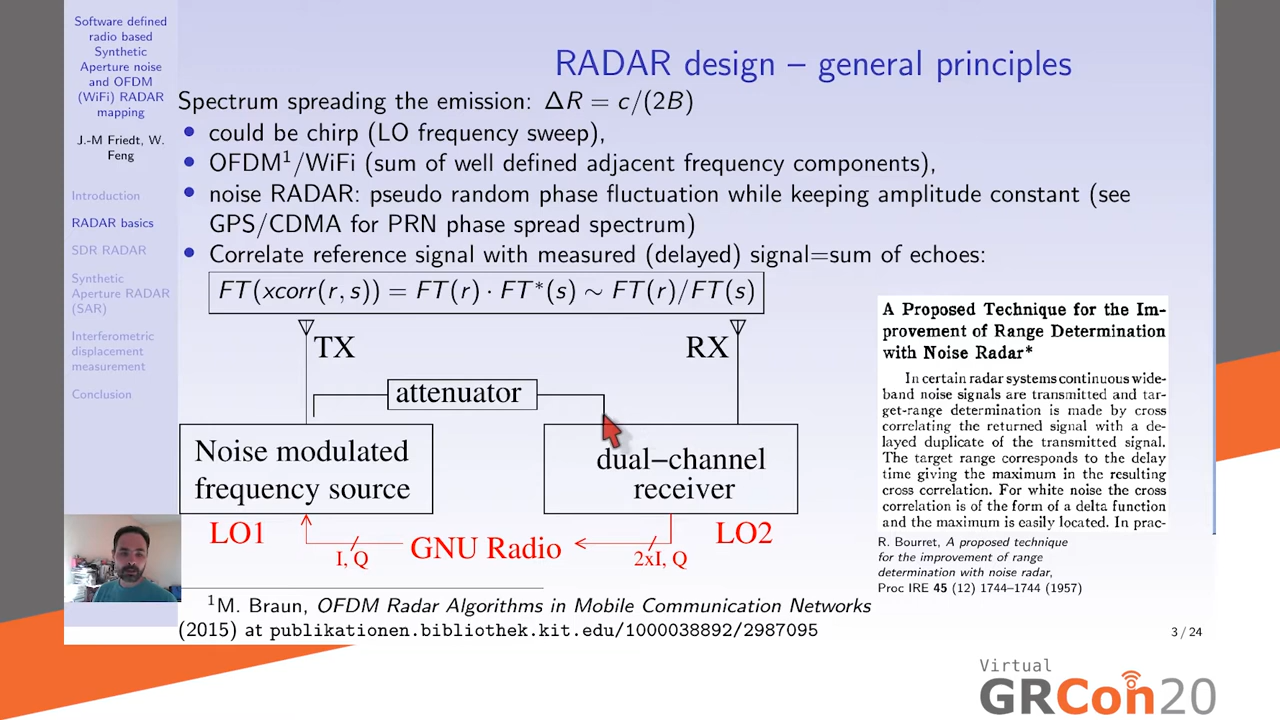 Software defined
radio based
Synthetic
Aperture noise
and OFDM
(WiFi) RADAR
mapping
J.-M Friedt, W.
Feng
Introduction
RADAR basics
SDR RADAR
Synthetic
Aperture RADAR
(SAR)
Interferometric
displacement
measurement
Conclusion
RADAR design – general principles
Spectrum spreading the emission: ΔR = c/(2B)
• could be chirp (LO frequency sweep),
• OFDM¹/WiFi (sum of well defined adjacent frequency components),
• noise RADAR: pseudo random phase fluctuation while keeping amplitude constant (see
GPS/CDMA for PRN phase spread spectrum)
• Correlate reference signal with measured (delayed) signal=sum of echoes:
FT(xcorr(r, s)) = FT(r) · FT*(s) ∼ FT(r)/FT(s)
TX
RX
attenuator
Noise modulated
frequency source
dual–channel
receiver
LO1
LO2
GNU Radio
I, Q
2xI, Q
A Proposed Technique for the Im-
provement of Range Determination
with Noise Radar*
In certain radar systems continuous wide-
band noise signals are transmitted and tar-
get-range determination is made by cross
correlating the returned signal with a de-
layed duplicate of the transmitted signal.
The target range corresponds to the delay
time giving the maximum in the resulting
cross correlation. For white noise the cross
correlation is of the form of a delta function
and the maximum is easily located. In prac-
R. Bourret, A proposed technique
for the improvement of range
determination with noise radar,
Proc IRE 45 (12) 1744–1744 (1957)
¹M. Braun, OFDM Radar Algorithms in Mobile Communication Networks
(2015) at publikationen.bibliothek.kit.edu/1000038892/2987095
3 / 24
Virtual
GRCon20